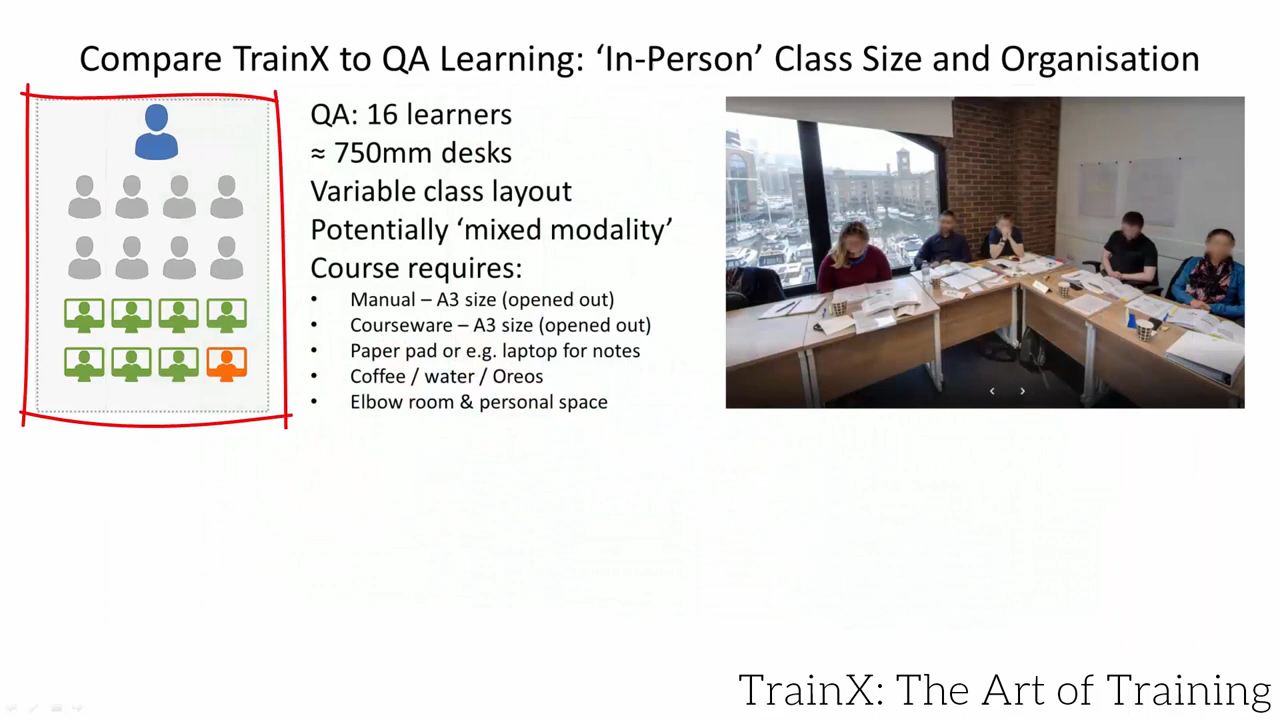 Compare TrainX to QA Learning: ‘In-Person’ Class Size and Organisation
QA: 16 learners
≈ 750mm desks
Variable class layout
Potentially ‘mixed modality’
Course requires:
• Manual – A3 size (opened out)
• Courseware – A3 size (opened out)
• Paper pad or e.g. laptop for notes
• Coffee / water / Oreos
• Elbow room & personal space
TrainX: The Art of Training